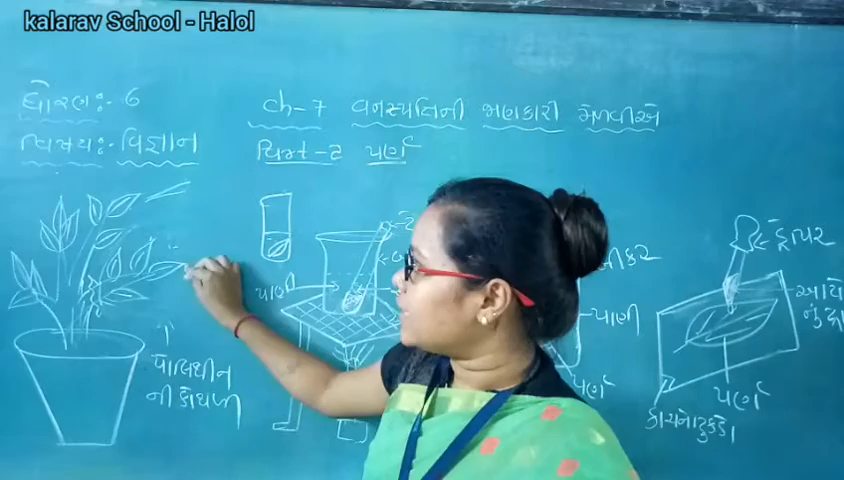 kalarav School - Halol
ધોરણ :- 6
વિષય :- વિજ્ઞાન
ch-7 વનસ્પતિની જાણકારી મેળવીએ
પર્ણ
પાણી
પોલિથીન
ની કોથળી
પાણી
પર્ણ
ડ્રોપર
પર્ણ
કાચનો ટુકડો